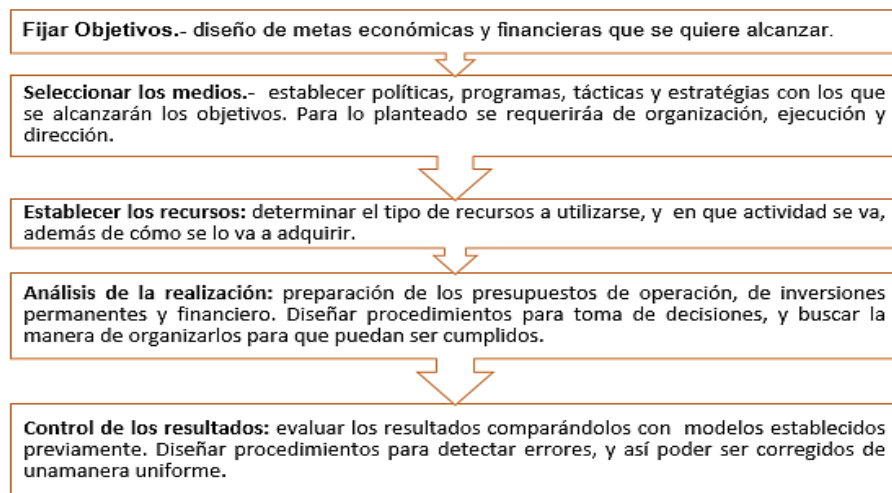 Fijar Objetivos.- diseño de metas económicas y financieras que se quiere alcanzar.
Seleccionar los medios.- establecer políticas, programas, tácticas y estratégias con los que
se alcanzarán los objetivos. Para lo planteado se requeriráa de organización, ejecución y
dirección.
Establecer los recursos: determinar el tipo de recursos a utilizarse, y en que actividad se va,
además de cómo se lo va a adquirir.
Análisis de la realización: preparación de los presupuestos de operación, de inversiones
permanentes y financiero. Diseñar procedimientos para toma de decisiones, y buscar la
manera de organizarlos para que puedan ser cumplidos.
Control de los resultados: evaluar los resultados comparándolos con modelos establecidos
previamente. Diseñar procedimientos para detectar errores, y así poder ser corregidos de
unamanera uniforme.